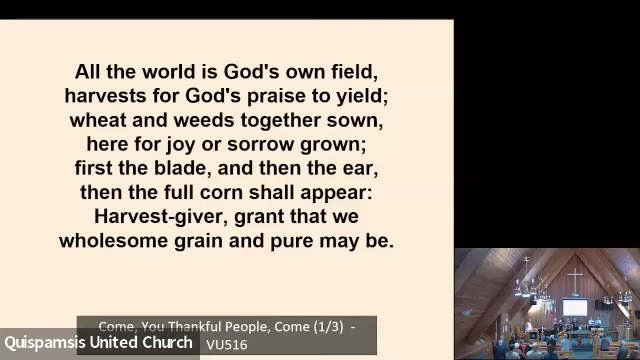 All the world is God's own field,
harvests for God's praise to yield;
wheat and weeds together sown,
here for joy or sorrow grown;
first the blade, and then the ear,
then the full corn shall appear:
Harvest-giver, grant that we
wholesome grain and pure may be.
Come, You Thankful People, Come (1/3)  -
VU516
Quispamsis United Church